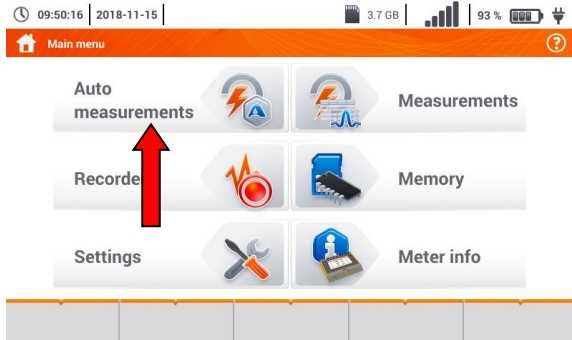 09:50:16 2018-11-15 3.7 GB 93 %
Main menu ?
Auto
measurements
Measurements
Recorde
Memory
Settings
Meter info